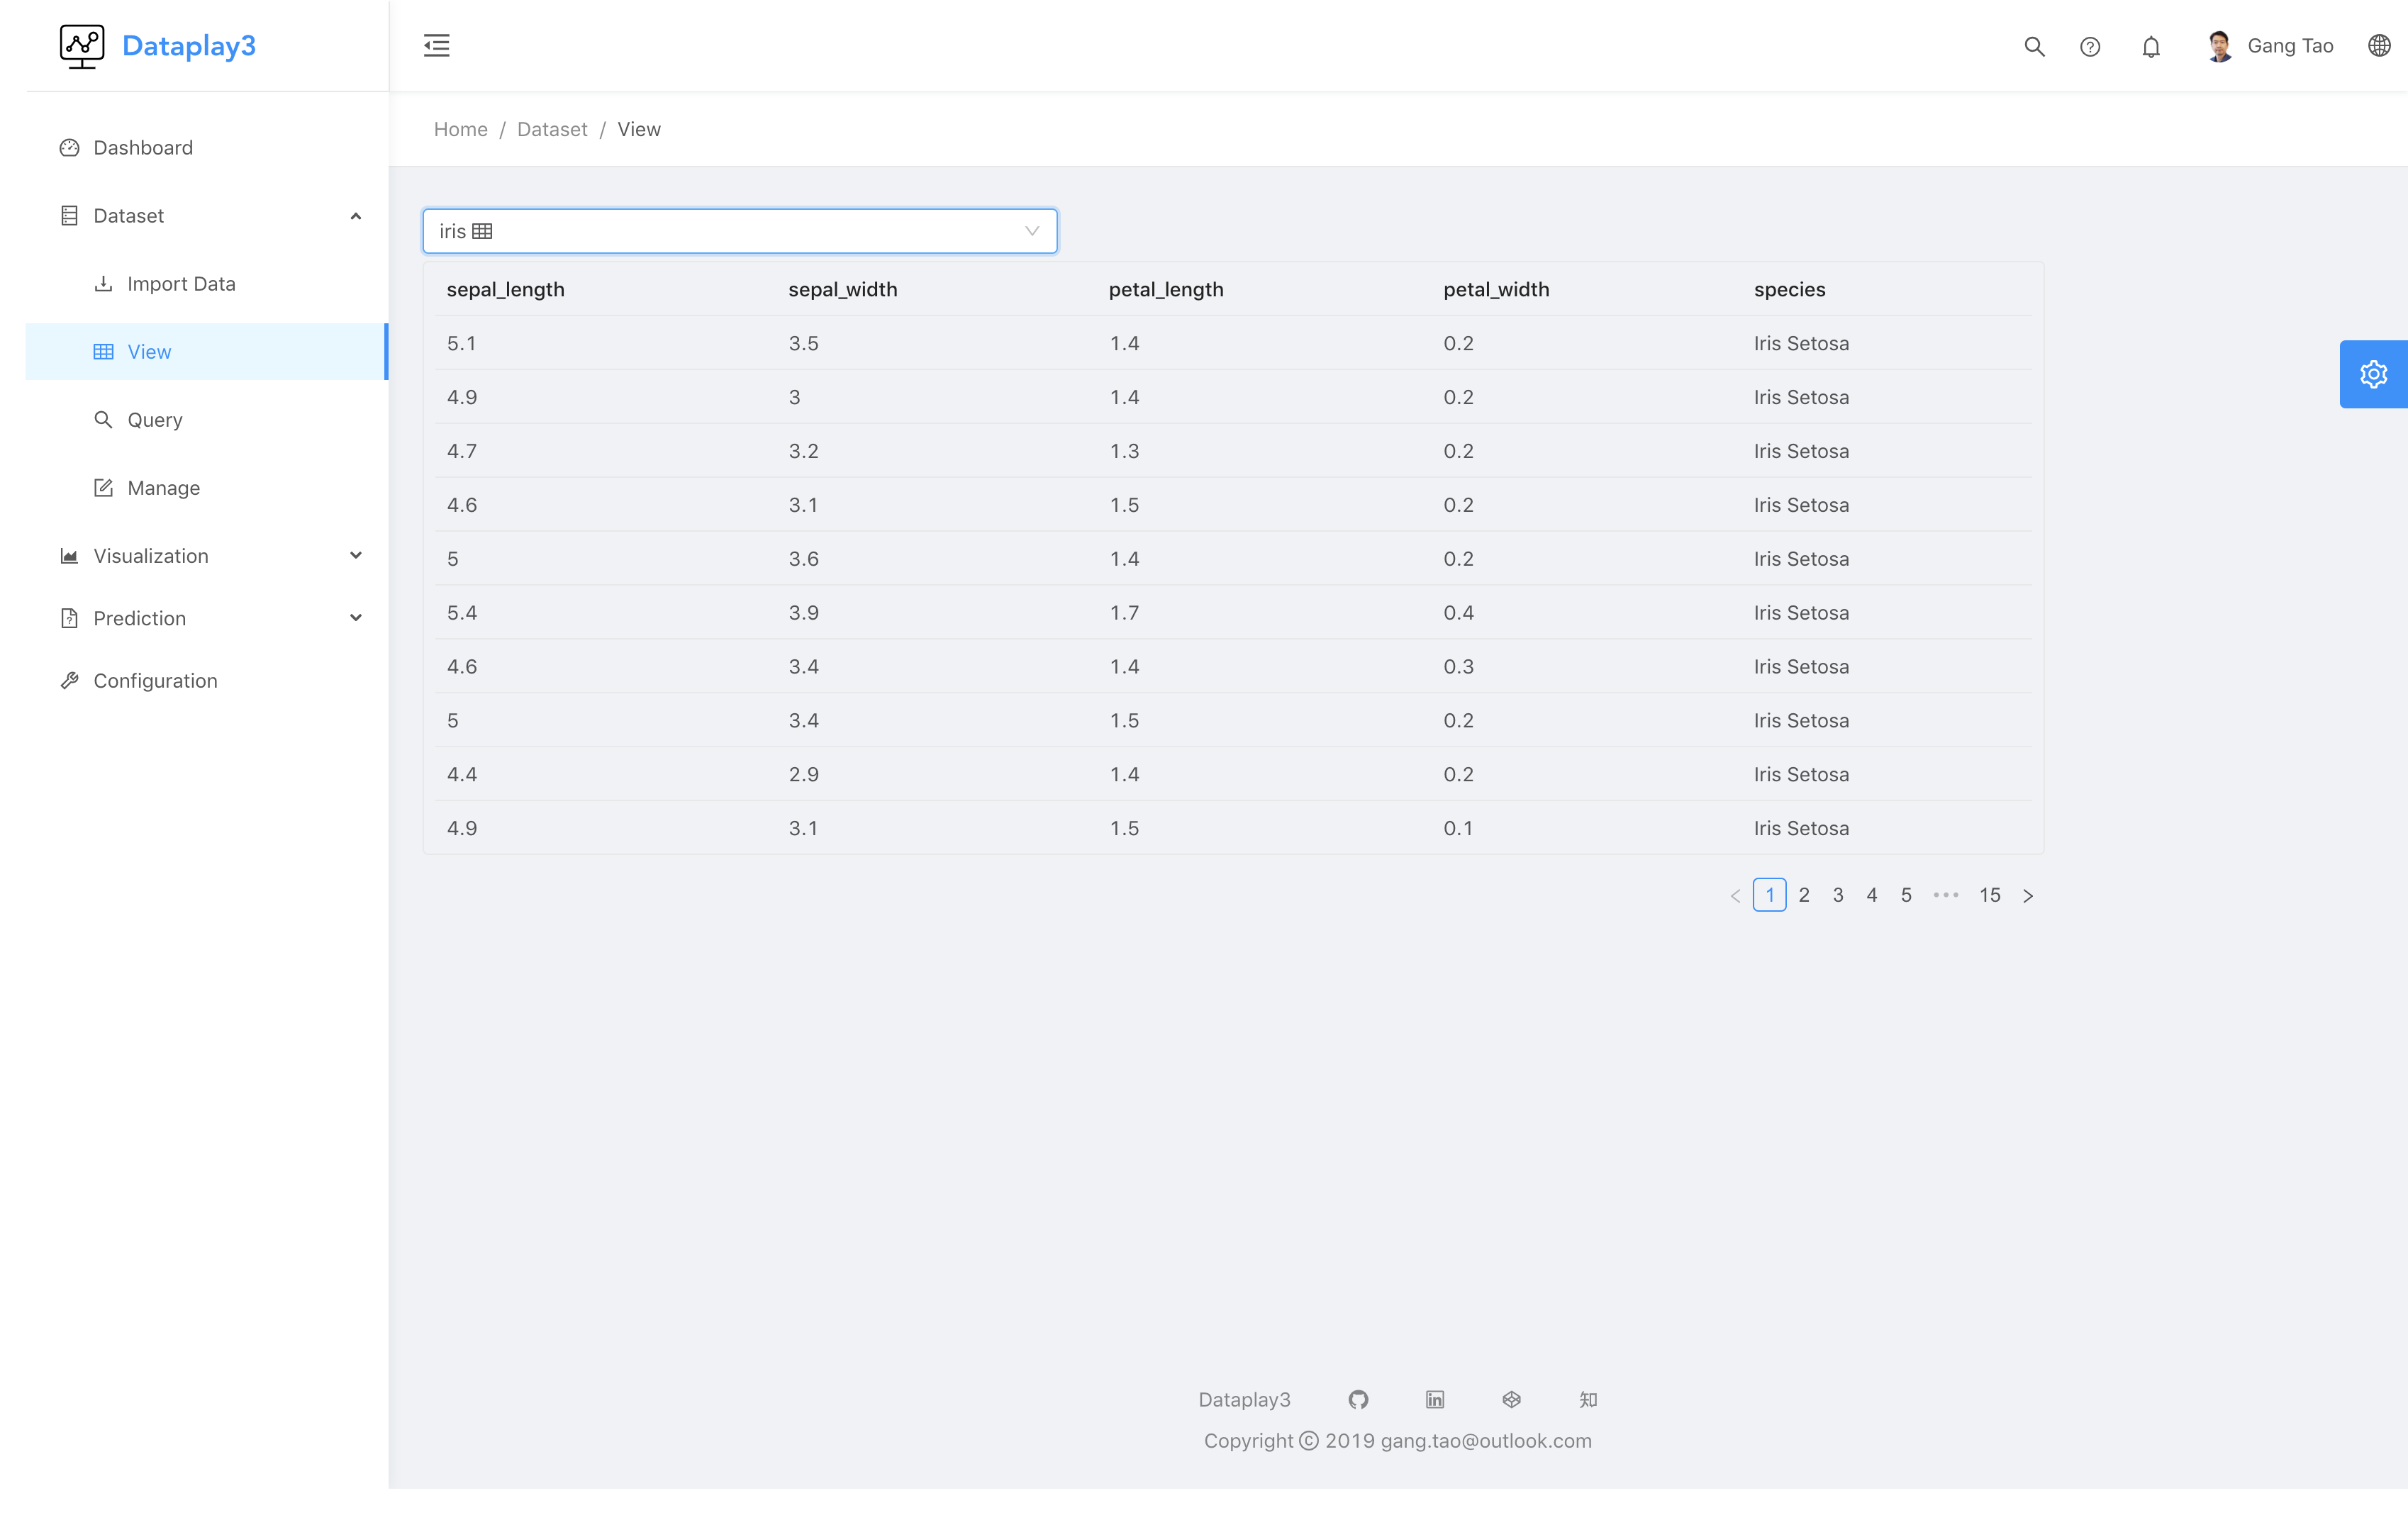 Dataplay3
Gang Tao
Home / Dataset / View
Dashboard
Dataset
Import Data
View
Query
Manage
Visualization
Prediction
Configuration
iris
sepal_length sepal_width petal_length petal_width species
5.1 3.5 1.4 0.2 Iris Setosa
4.9 3 1.4 0.2 Iris Setosa
4.7 3.2 1.3 0.2 Iris Setosa
4.6 3.1 1.5 0.2 Iris Setosa
5 3.6 1.4 0.2 Iris Setosa
5.4 3.9 1.7 0.4 Iris Setosa
4.6 3.4 1.4 0.3 Iris Setosa
5 3.4 1.5 0.2 Iris Setosa
4.4 2.9 1.4 0.2 Iris Setosa
4.9 3.1 1.5 0.1 Iris Setosa
1 2 3 4 5 ••• 15
Dataplay3 in 知
Copyright © 2019 gang.tao@outlook.com